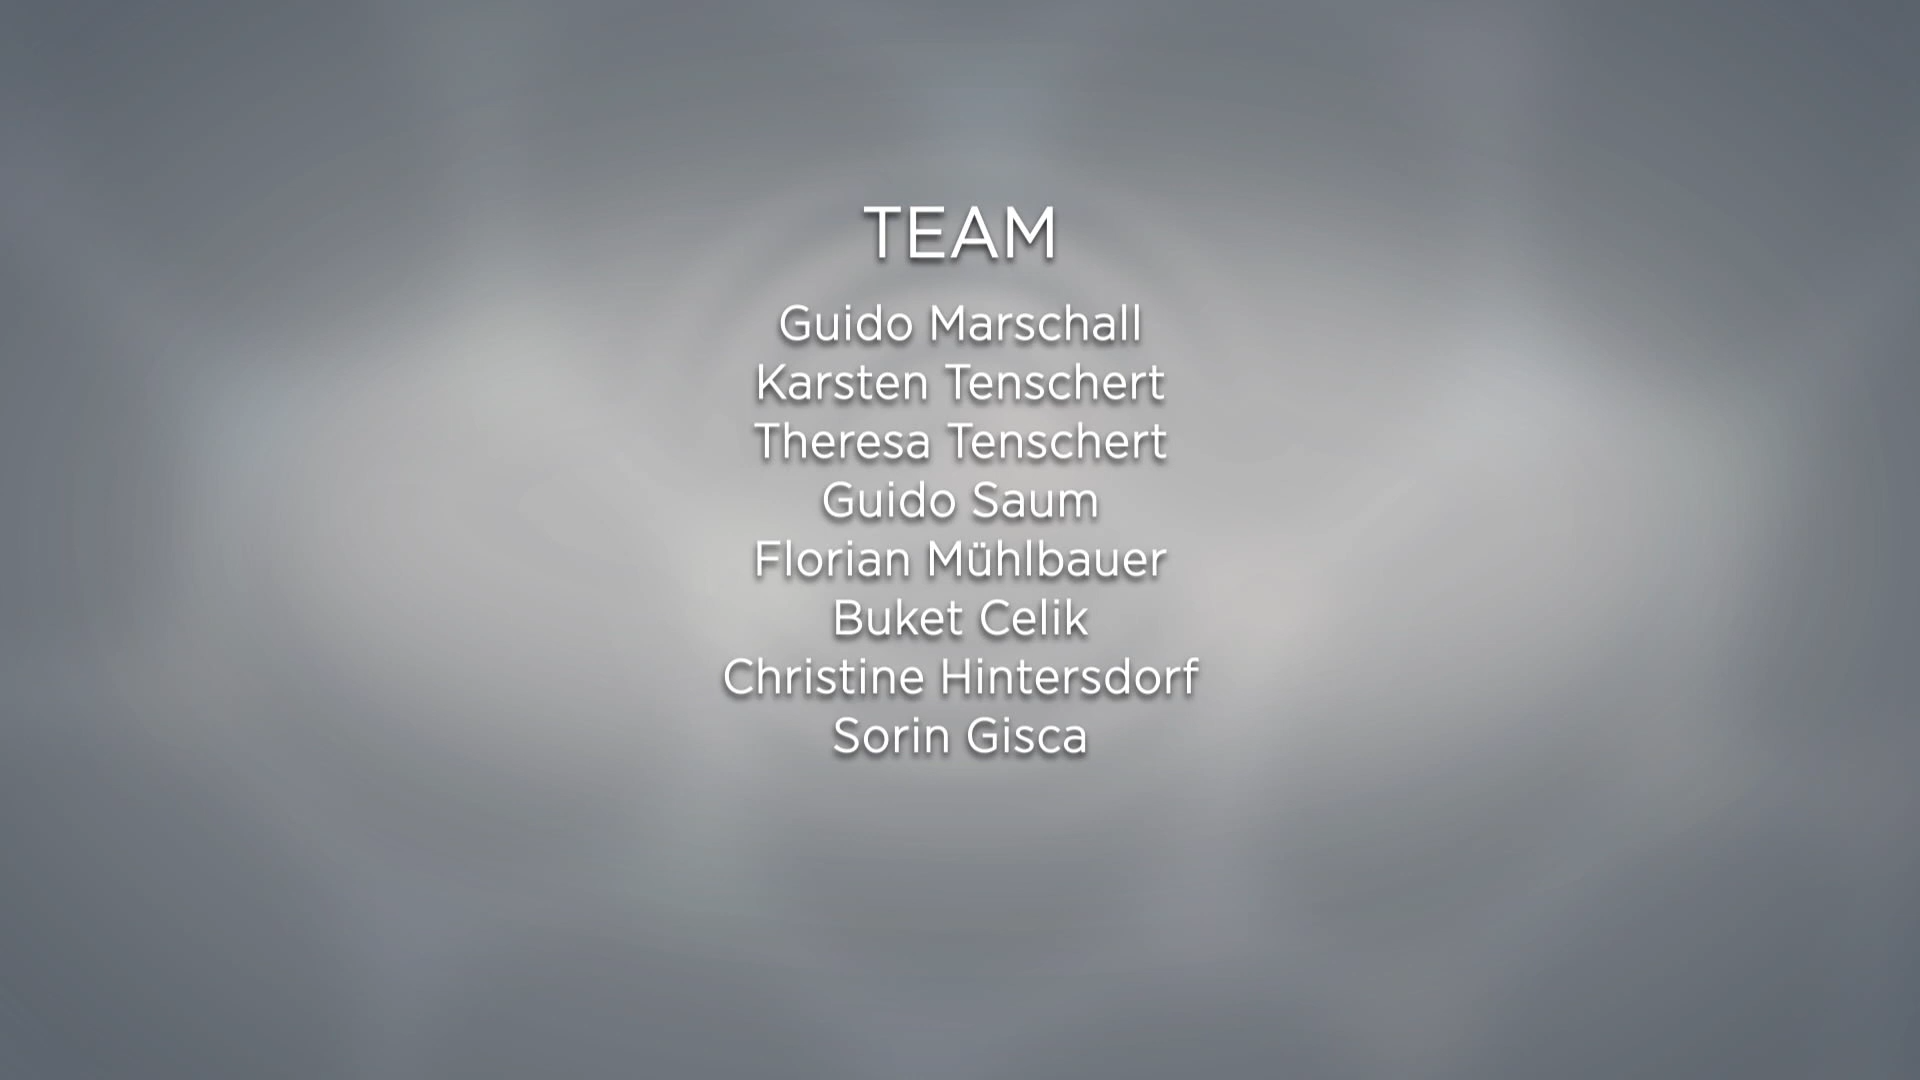 TEAM
Guido Marschall
Karsten Tenschert
Theresa Tenschert
Guido Saum
Florian Mühlbauer
Buket Celik
Christine Hintersdorf
Sorin Gisca